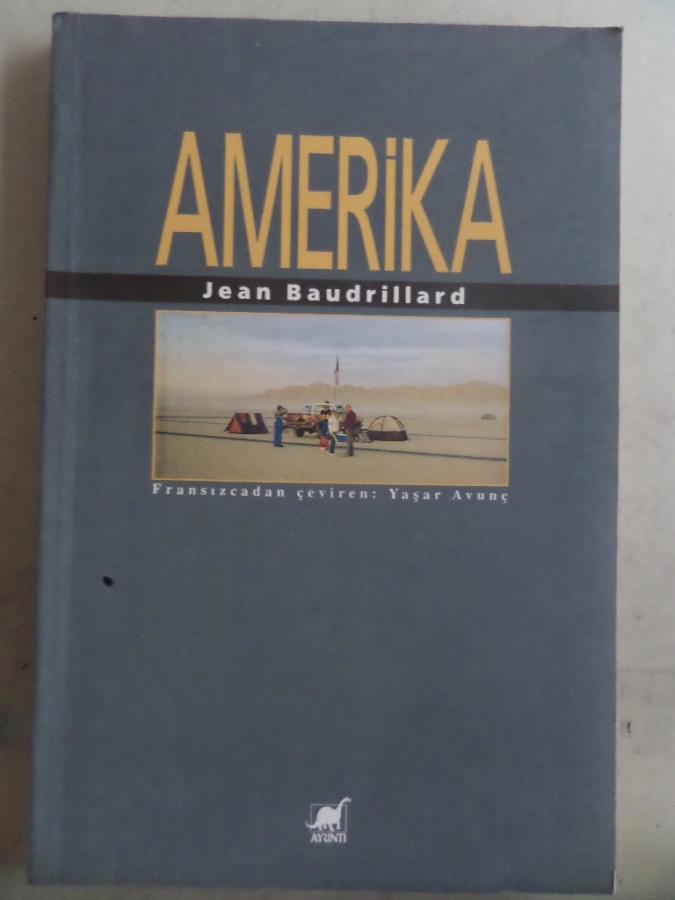 AMERiKA
Jean Baudrillard
Fransızcadan çeviren: Yaşar Avunç
AYRINTI